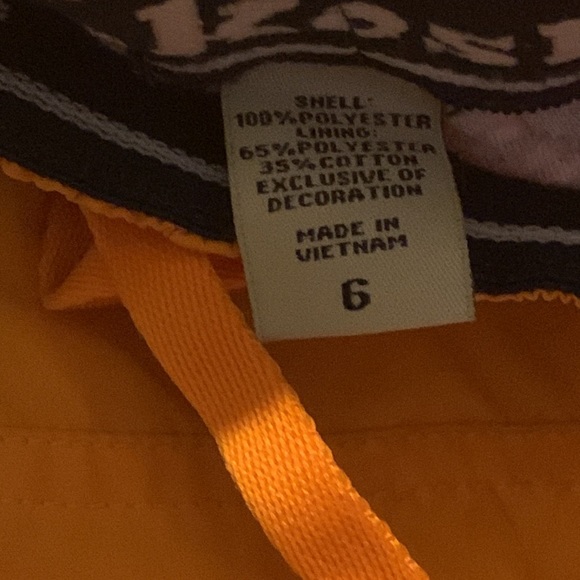 SHELL:
100%POLYESTER
LINING:
65%POLYESTER
35%COTTON
EXCLUSIVE OF
DECORATION
MADE IN
VIETNAM
6